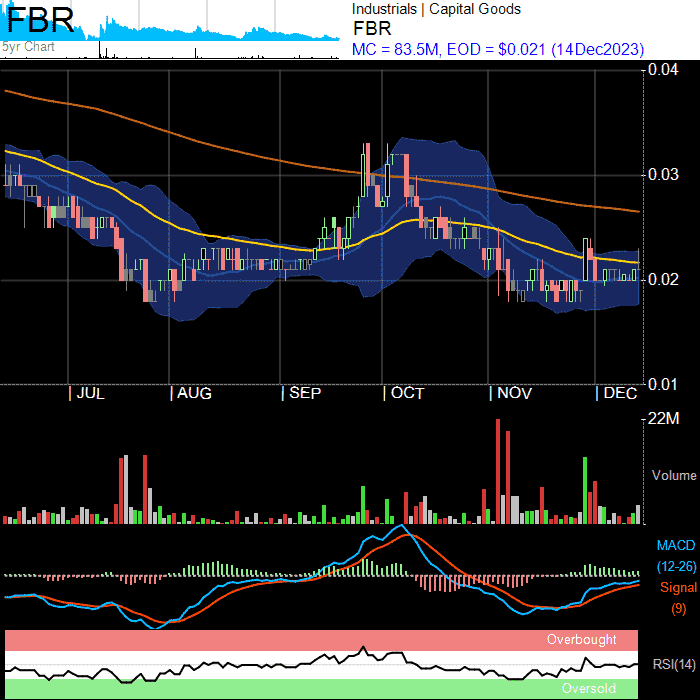 FBR
5yr Chart
Industrials | Capital Goods
FBR
MC = 83.5M, EOD = $0.021 (14Dec2023)
0.04
0.03
0.02
0.01
JUL AUG SEP OCT NOV DEC
22M
Volume
MACD
(12-26)
Signal
(9)
Overbought
RSI(14)
Oversold